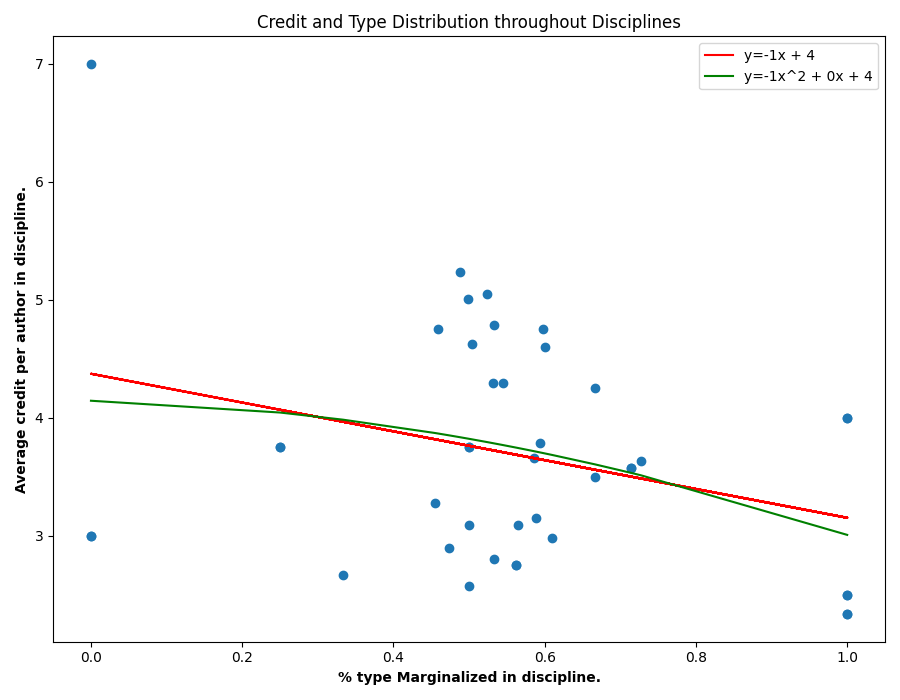 Credit and Type Distribution throughout Disciplines
y=-1x + 4
y=-1x^2 + 0x + 4
Average credit per author in discipline.
7
6
5
4
3
0.0 0.2 0.4 0.6 0.8 1.0
% type Marginalized in discipline.